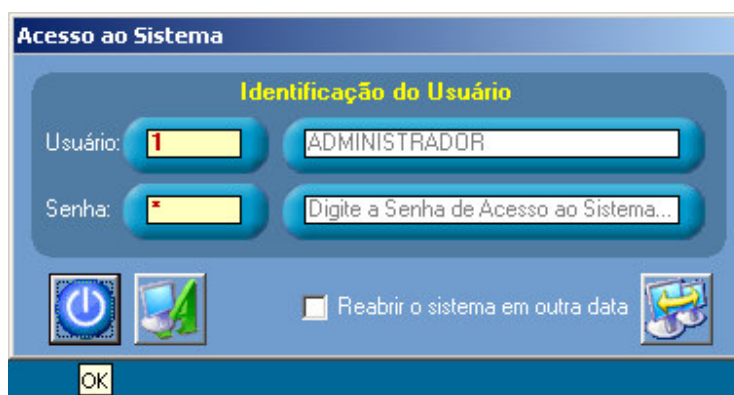 Acesso ao Sistema
Identificação do Usuário
Usuário: 1 ADMINISTRADOR
Senha: * Digite a Senha de Acesso ao Sistema...
Reabrir o sistema em outra data
OK